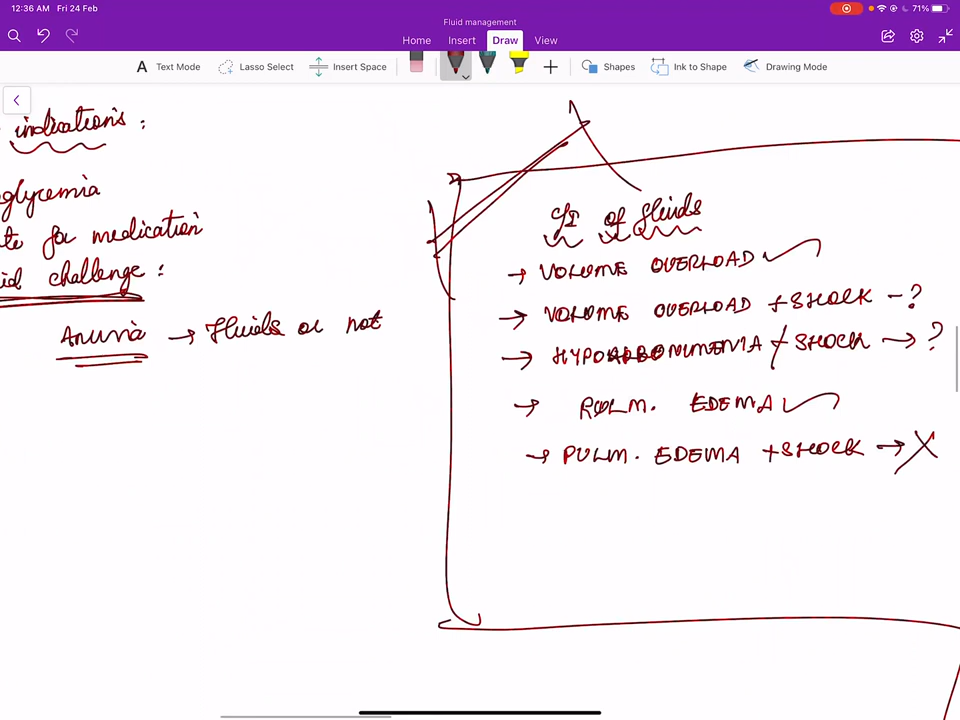 12:36 AM Fri 24 Feb
71%
Fluid management
Home Insert Draw View
Text Mode Lasso Select Insert Space Shapes Ink to Shape Drawing Mode
indications :
glycemia
te for medication
id challenge :
Anuria → Fluids or not
CI of fluids
→ VOLUME OVERLOAD ✓
→ VOLUME OVERLOAD + SHOCK - ?
→ + SHOCK → ?
→ PULM. EDEMA ✓
→ PULM. EDEMA + SHOCK → X